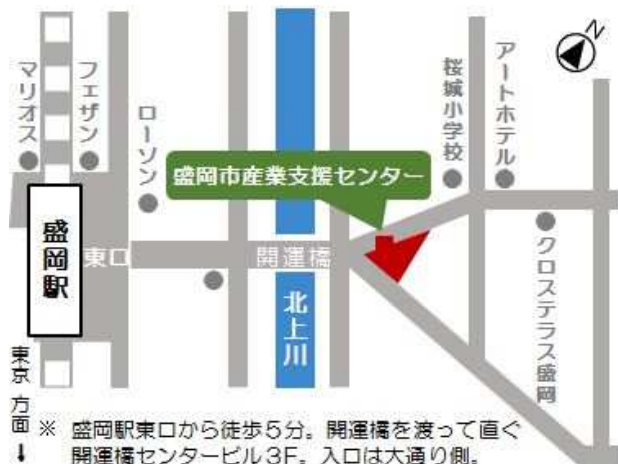 N
マリオス
フェザン
ローソン
桜城小学校
アートホテル
盛岡市産業支援センター
盛岡駅
東口
開運橋
北上川
クロステラス盛岡
東京方面↓
※ 盛岡駅東口から徒歩5分。開運橋を渡って直ぐ
開運橋センタービル3F。入口は大通り側。